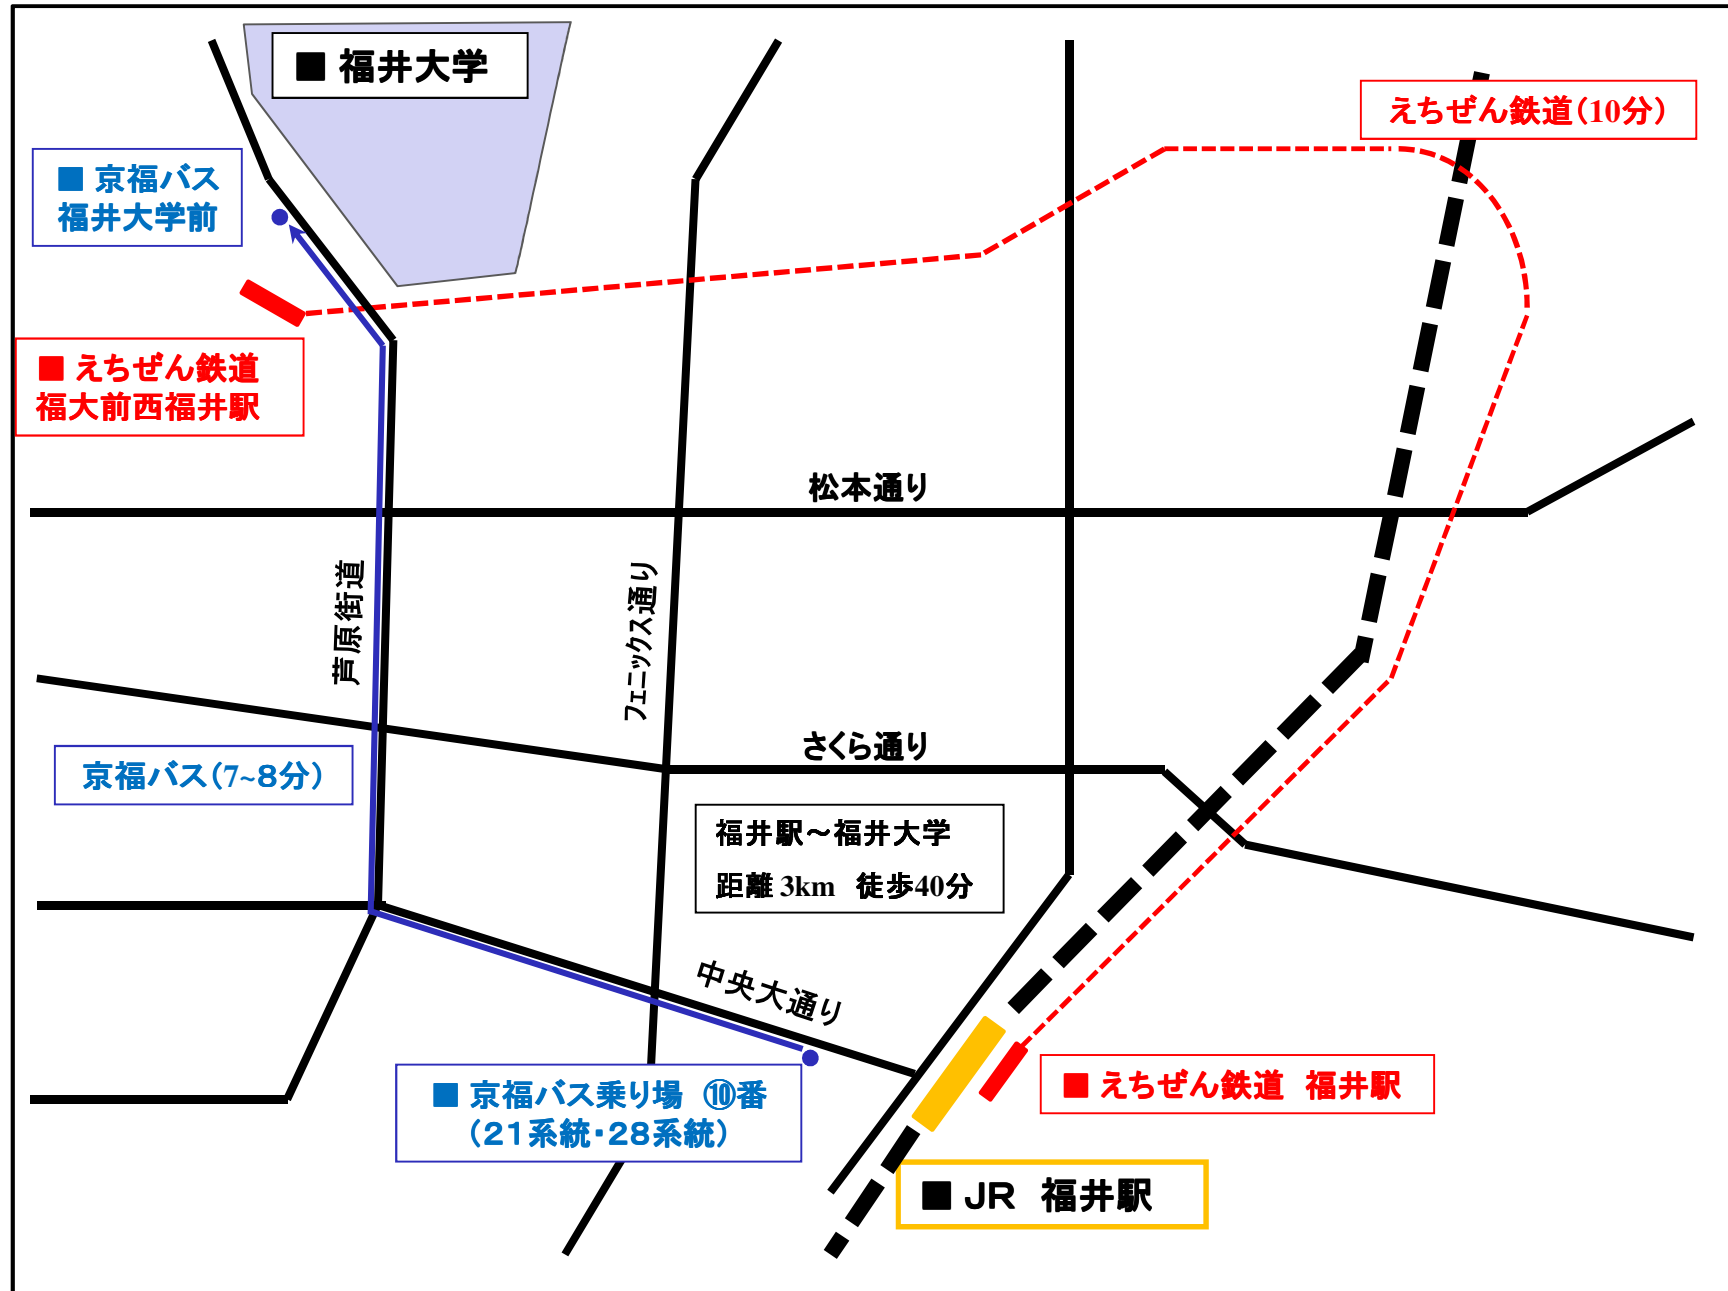 ■ 福井大学
えちぜん鉄道(10分)
■ 京福バス
福井大学前
■ えちぜん鉄道
福大前西福井駅
松本通り
芦原街道
フェニックス通り
さくら通り
京福バス(7~8分)
福井駅~福井大学
距離 3km 徒歩40分
中央大通り
■ 京福バス乗り場 ⑩番
(21系統・28系統)
■ えちぜん鉄道 福井駅
■ JR 福井駅